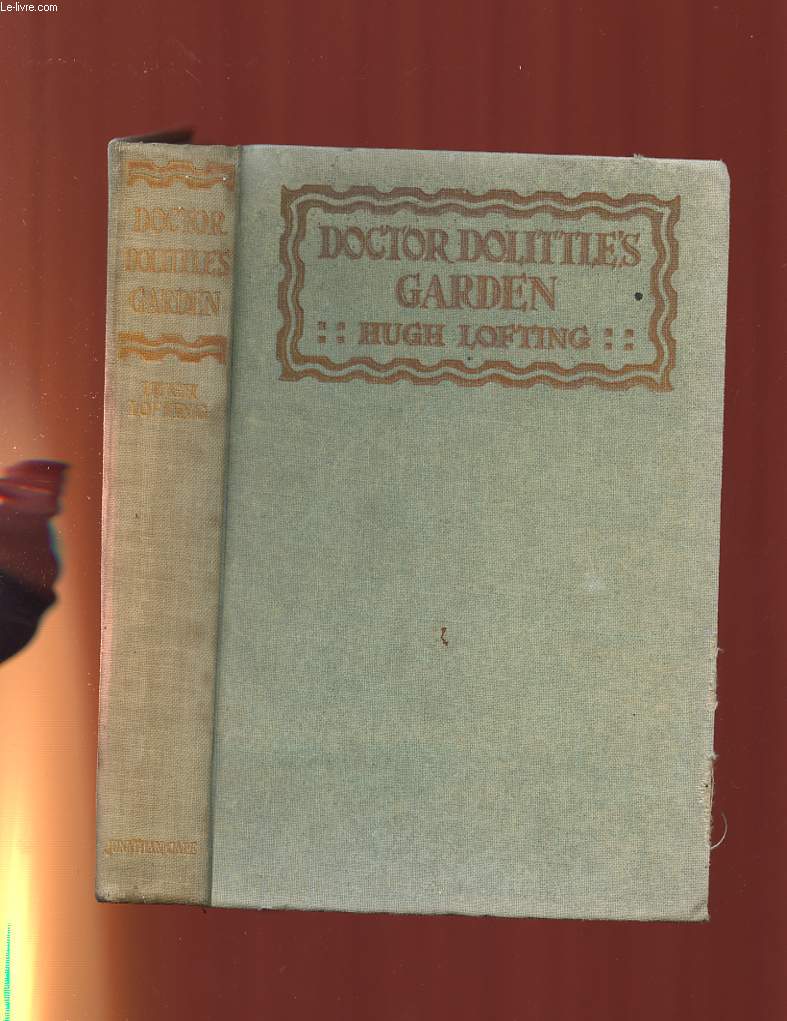 Le-livre.com
DOCTOR
DOLITTLE'S
GARDEN
HUGH
LOFTING
JONATHAN CAPE
DOCTOR DOLITTLE'S
GARDEN
:: HUGH LOFTING ::